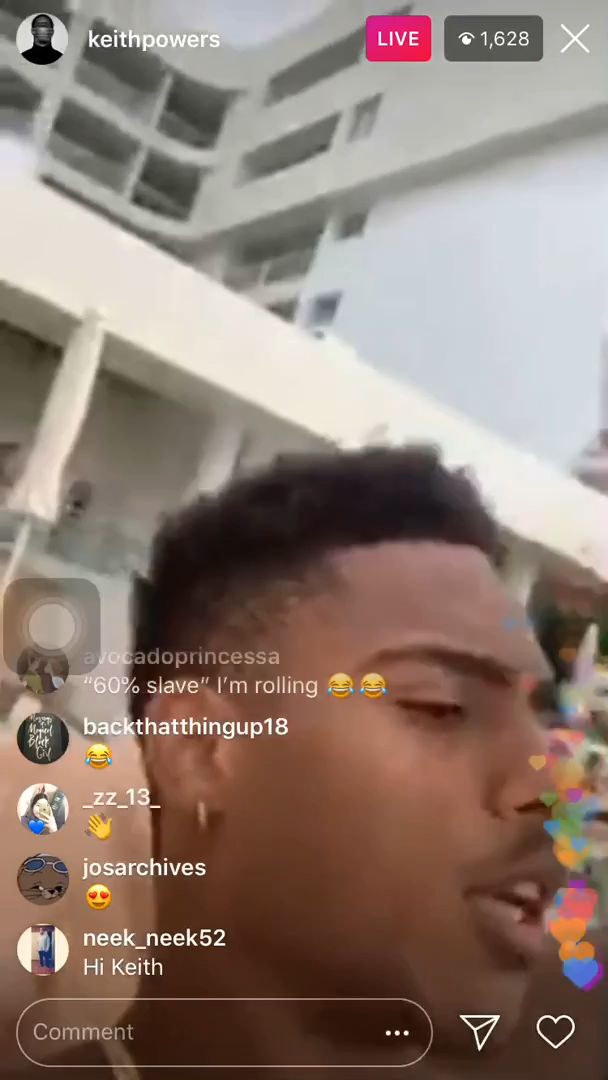 keithpowers
LIVE
1,628
avocadoprincessa
“60% slave” I’m rolling 😂😂
backthatthingup18
😂
_zz_13_
👋
josarchives
😍
neek_neek52
Hi Keith
Comment